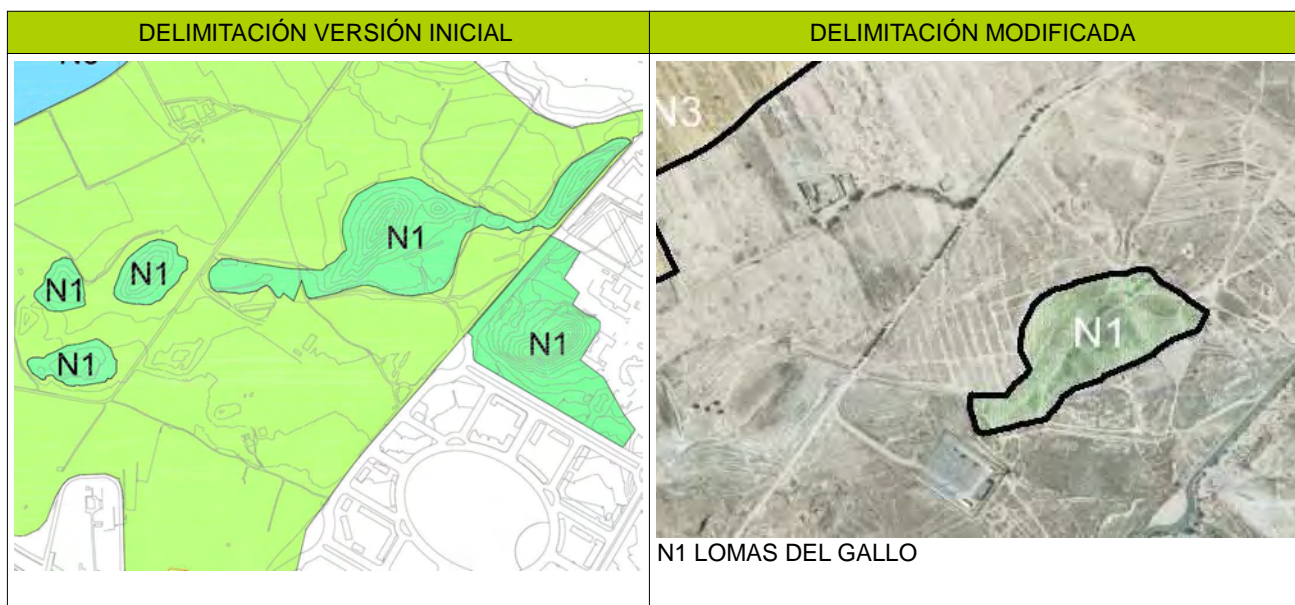 DELIMITACIÓN VERSIÓN INICIAL
DELIMITACIÓN MODIFICADA
N1
N1
N1
N1
N1
N3
N1
N1 LOMAS DEL GALLO